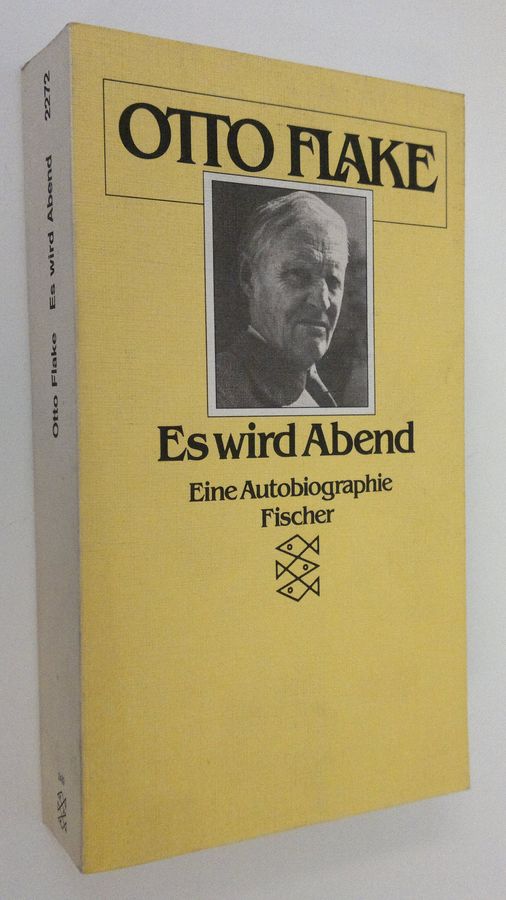 OTTO FLAKE
Es wird Abend
Eine Autobiographie
Fischer
Otto Flake Es wird Abend 2272